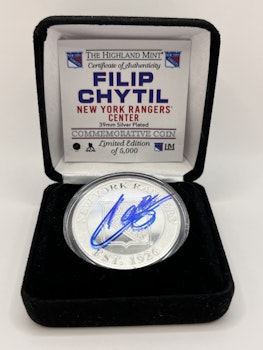 THE HIGHLAND MINT
Certificate of Authenticity
FILIP
CHYTIL
NEW YORK RANGERS®
CENTER
39mm Silver Plated
COMMEMORATIVE COIN
Limited Edition
of 5,000
HM
NEW YORK RANGERS
EST. 1926